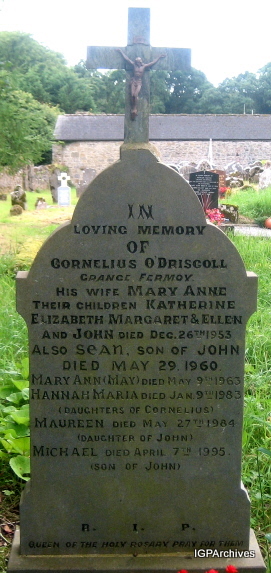 IN
LOVING MEMORY
OF
CORNELIUS O'DRISCOLL
GRANGE FERMOY.
HIS WIFE MARY ANNE
THEIR CHILDREN KATHERINE
ELIZABETH MARGARET & ELLEN
AND JOHN DIED DEC. 26TH 1953
ALSO SEAN, SON OF JOHN
DIED MAY 29, 1960
MARY ANN (MAY) DIED MAY 9TH 1963
HANNAH MARIA DIED JAN. 9TH 1983
(DAUGHTERS OF CORNELIUS)
MAUREEN DIED MAY 27TH 1984
(DAUGHTER OF JOHN)
MICHAEL DIED APRIL 7TH 1995.
(SON OF JOHN)
R. I. P.
QUEEN OF THE HOLY ROSARY PRAY FOR THEM
IGPArchives